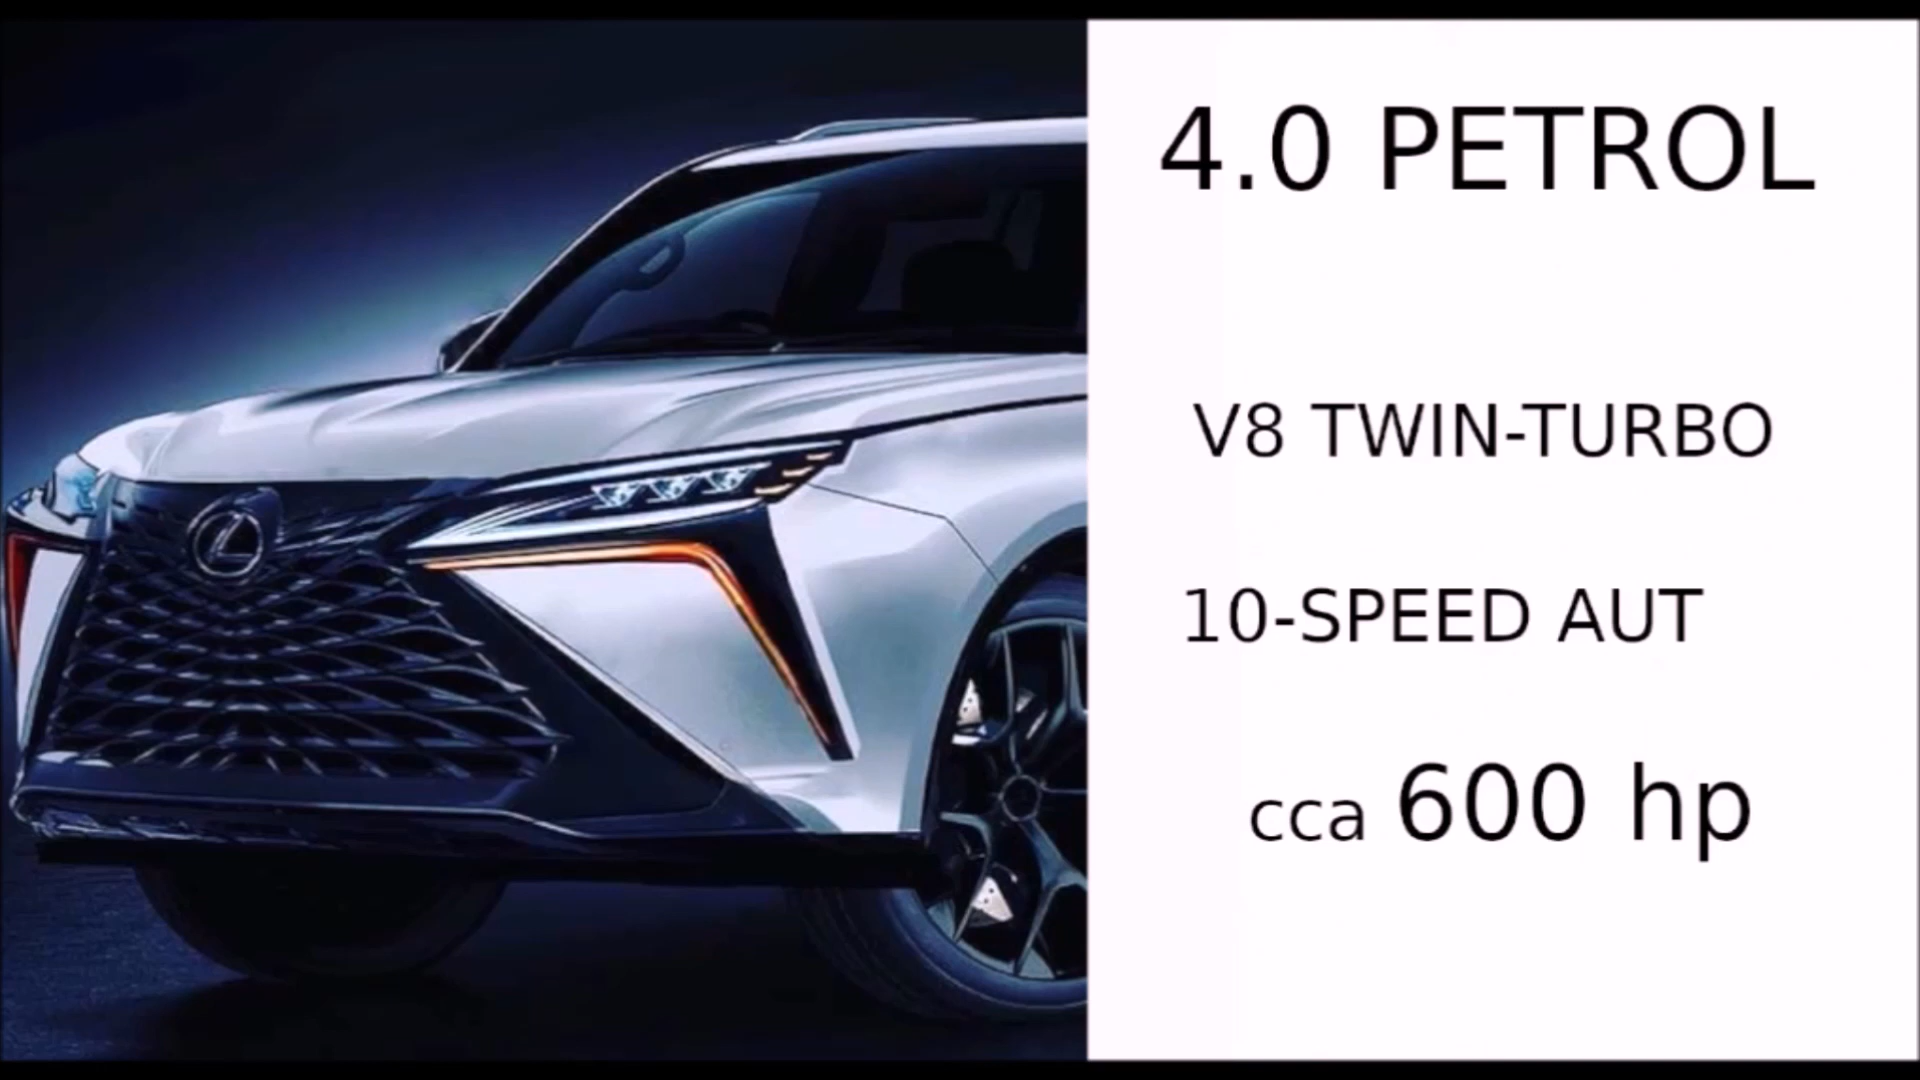 4.0 PETROL
V8 TWIN-TURBO
10-SPEED AUT
cca 600 hp